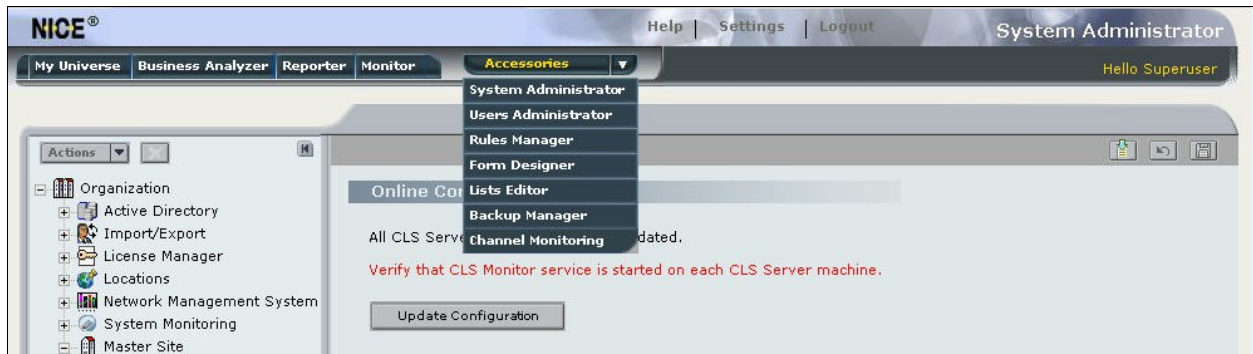 NICE®
Help | Settings | Logout
System Administrator
My Universe Business Analyzer Reporter Monitor Accessories
Hello Superuser
System Administrator
Users Administrator
Rules Manager
Form Designer
Lists Editor
Backup Manager
Channel Monitoring
Actions
Organization
Active Directory
Import/Export
License Manager
Locations
Network Management System
System Monitoring
Master Site
Online Co
All CLS Serve dated.
Verify that CLS Monitor service is started on each CLS Server machine.
Update Configuration